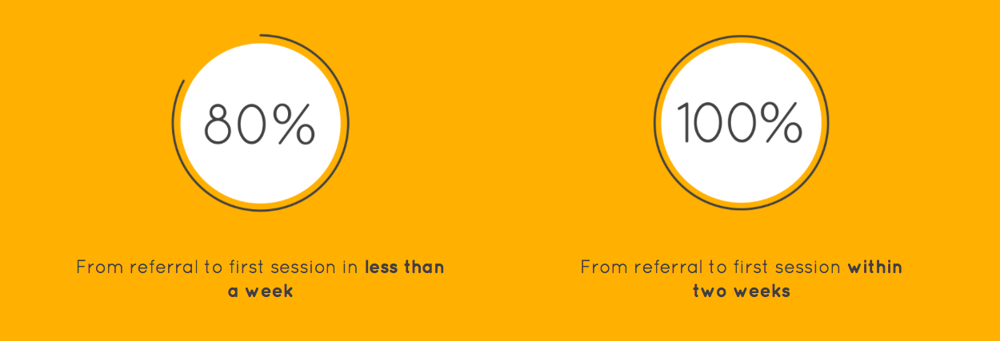 80%
From referral to first session in less than
a week
100%
From referral to first session within
two weeks